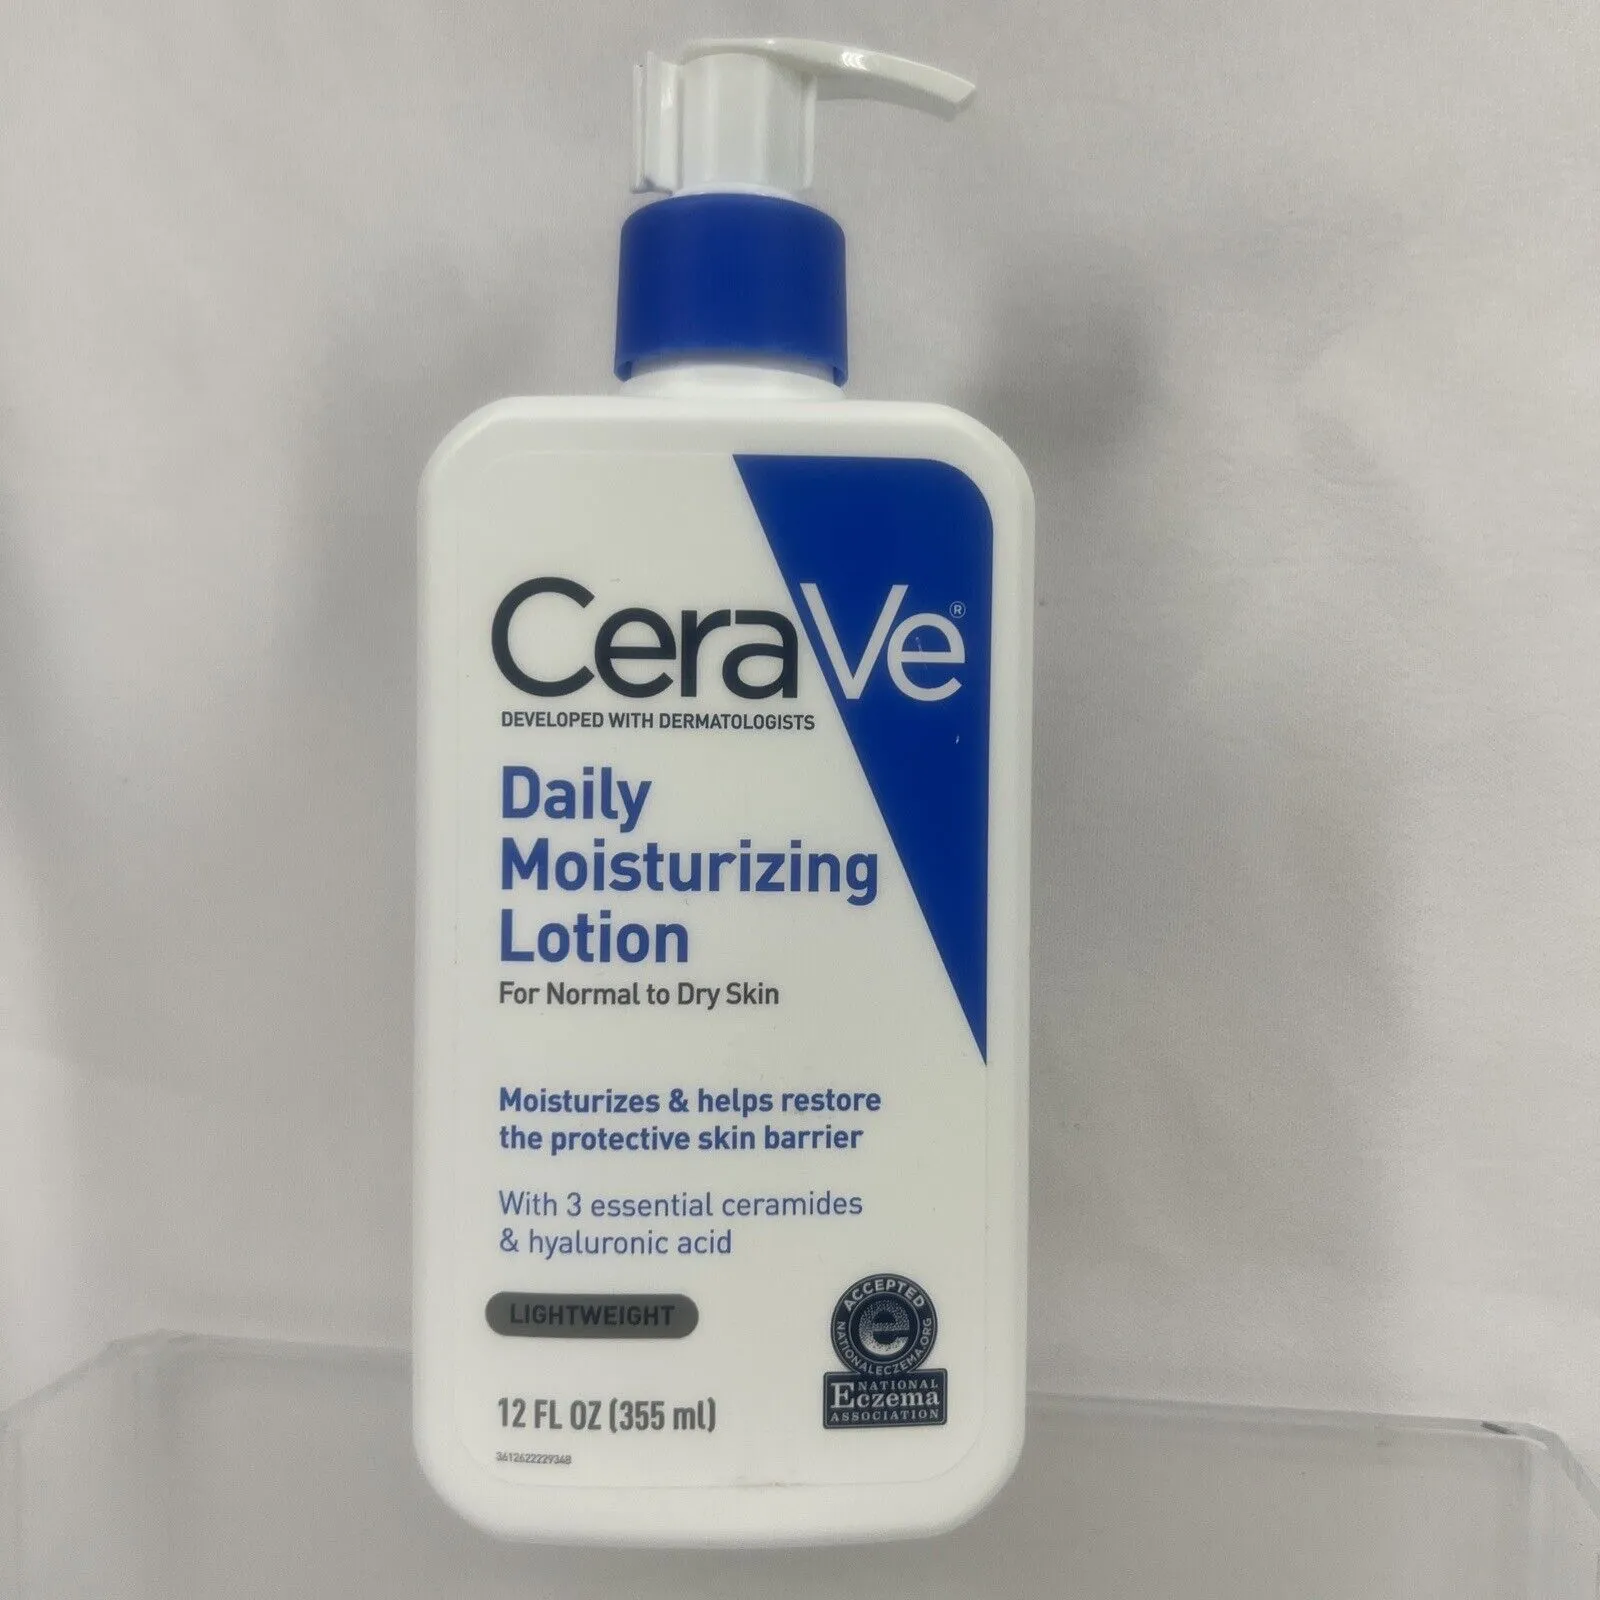 CeraVe®
DEVELOPED WITH DERMATOLOGISTS
Daily
Moisturizing
Lotion
For Normal to Dry Skin
Moisturizes & helps restore
the protective skin barrier
With 3 essential ceramides
& hyaluronic acid
LIGHTWEIGHT
ACCEPTED
e
NATIONALECZEMA.ORG
NATIONAL
Eczema
ASSOCIATION
12 FL OZ (355 ml)
3612622229348